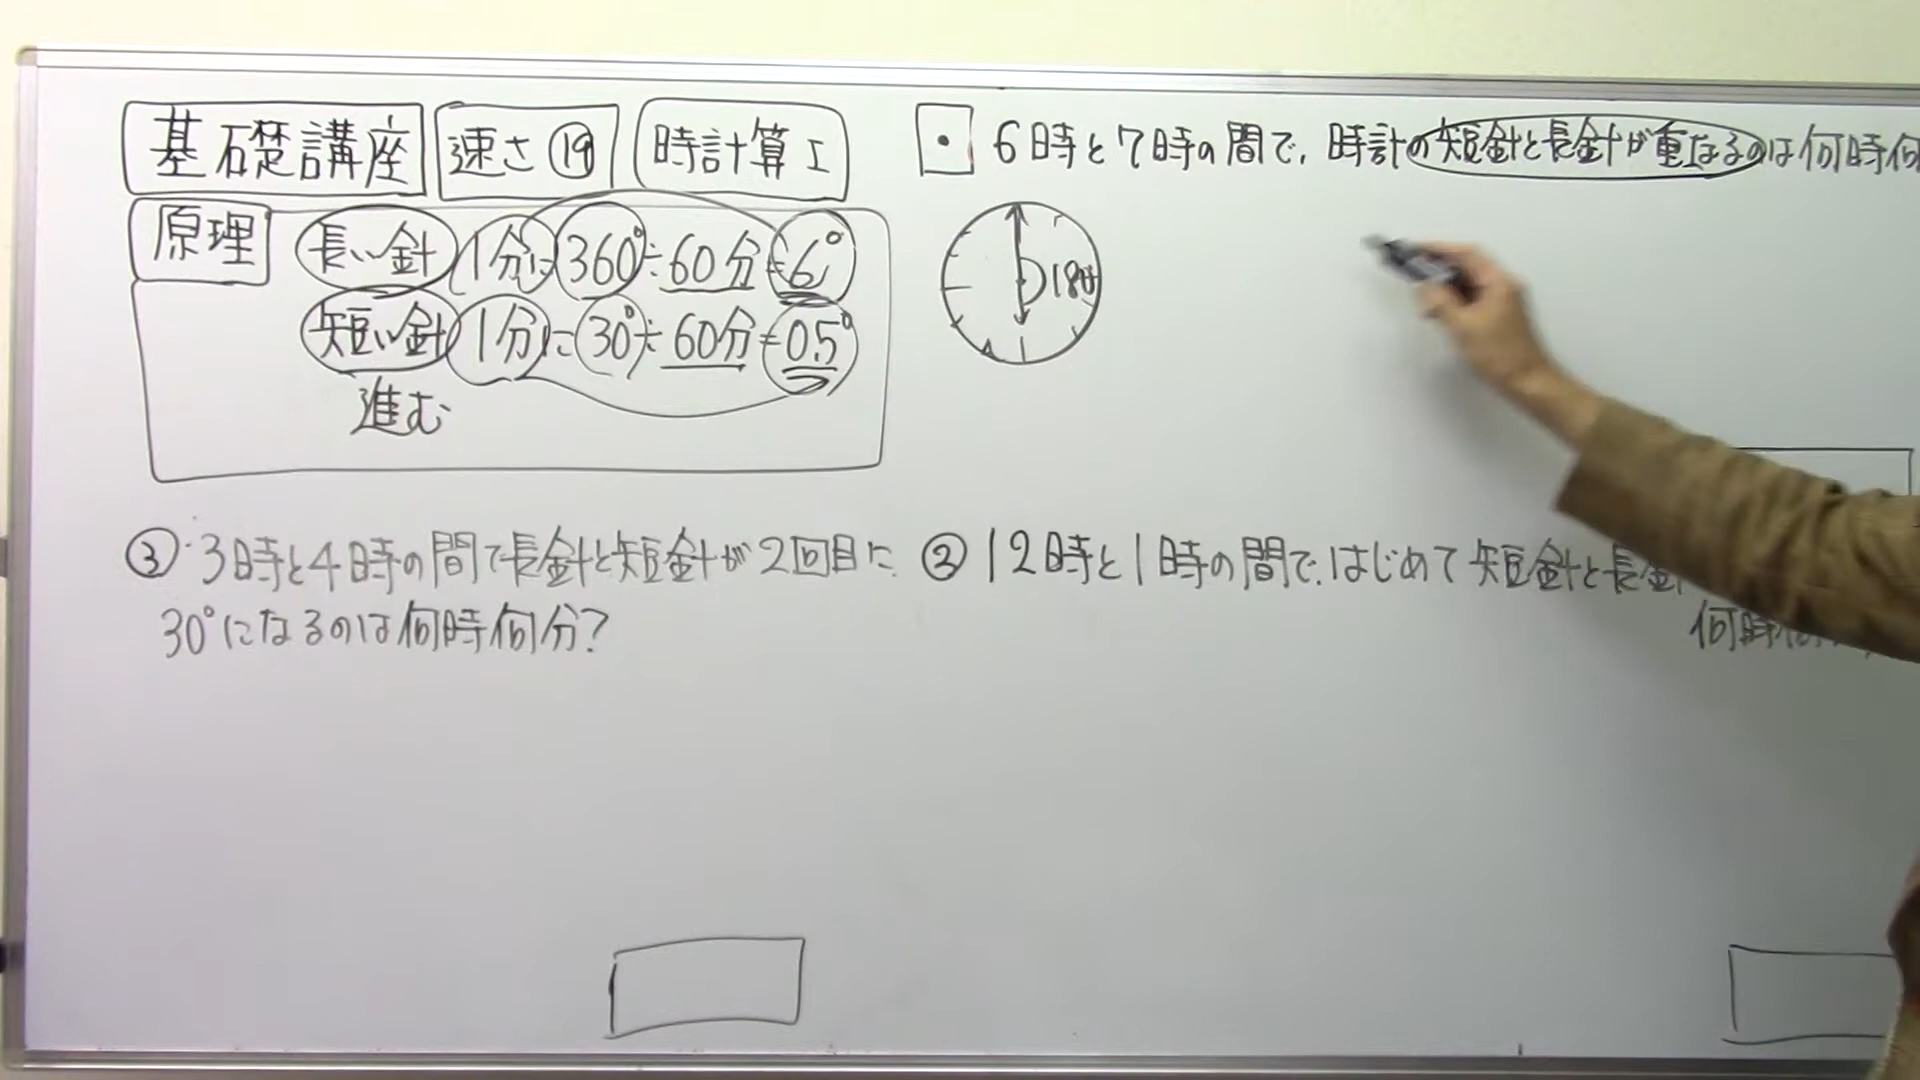 基礎講座 速さ⑲ 時計算Ⅰ
原理 長い針 1分に 360°÷60分=6°
短い針 1分に 30°÷60分=0.5°
進む
・ 6時と7時の間で、時計の短針と長針が重なるのは何時何
180°
③ 3時と4時の間で長針と短針が2回目に
30°になるのは何時何分?
② 12時と1時の間で、はじめて短針と長針
何時